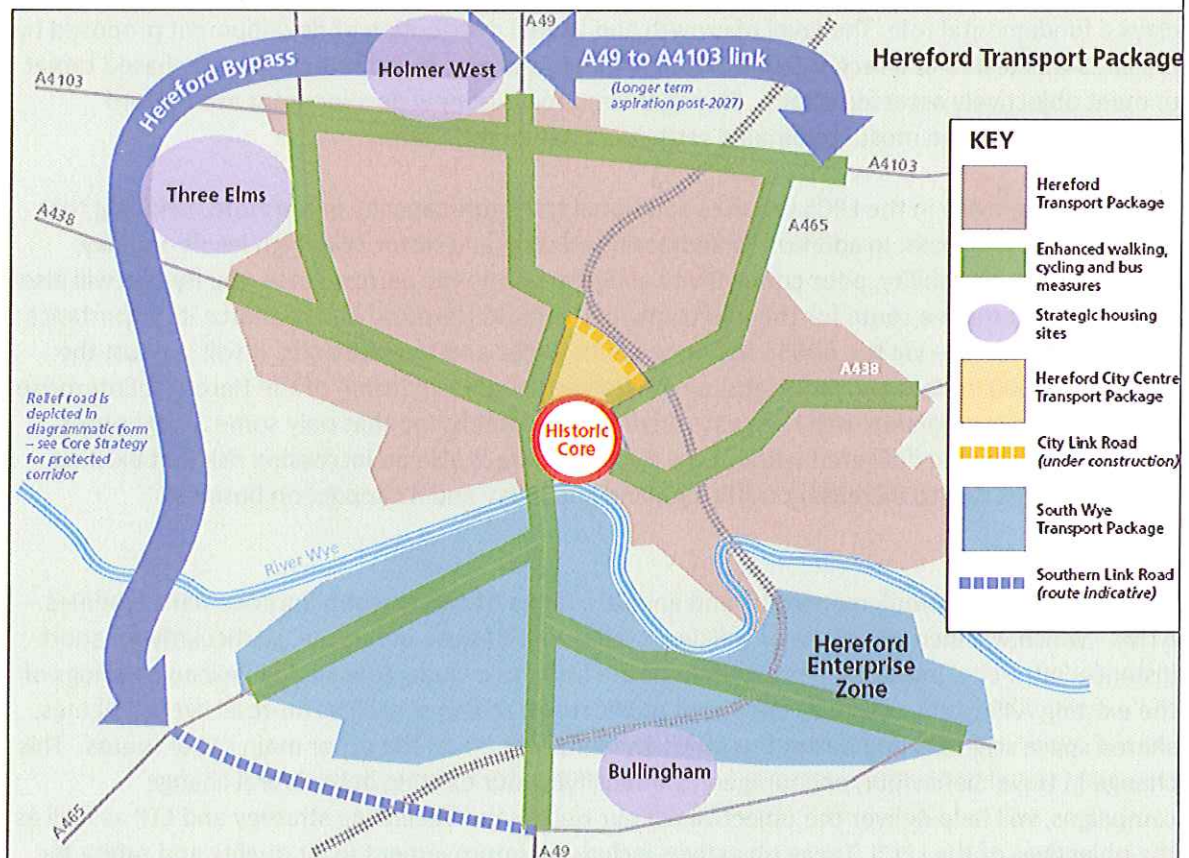 A49
Hereford Transport Package
A4103
Hereford Bypass
Holmer West
A49 to A4103 link
(Longer term
aspiration post-2027)
A4103
Three Elms
A438
A465
A438
Historic
Core
Relief road is
depicted in
diagrammatic form
– see Core Strategy
for protected
corridor
River Wye
Hereford
Enterprise
Zone
Bullingham
A465
A49
KEY
Hereford
Transport Package
Enhanced walking,
cycling and bus
measures
Strategic housing
sites
Hereford City Centre
Transport Package
City Link Road
(under construction)
South Wye
Transport Package
Southern Link Road
(route indicative)